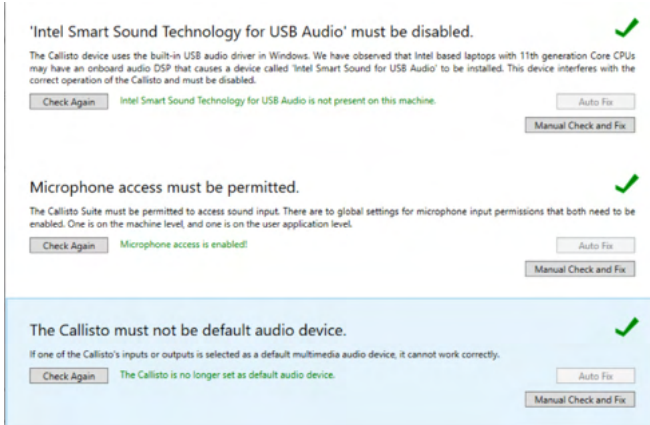 'Intel Smart Sound Technology for USB Audio' must be disabled.
The Callisto device uses the built-in USB audio driver in Windows. We have observed that Intel based laptops with 11th generation Core CPUs
may have an onboard audio DSP that causes a device called 'Intel Smart Sound for USB Audio' to be installed. This device interferes with the
correct operation of the Callisto and must be disabled.
Check Again Intel Smart Sound Technology for USB Audio is not present on this machine. Auto Fix
Manual Check and Fix
Microphone access must be permitted.
The Callisto Suite must be permitted to access sound input. There are to global settings for microphone input permissions that both need to be
enabled. One is on the machine level, and one is on the user application level.
Check Again Microphone access is enabled! Auto Fix
Manual Check and Fix
The Callisto must not be default audio device.
If one of the Callisto's inputs or outputs is selected as a default multimedia audio device, it cannot work correctly.
Check Again The Callisto is no longer set as default audio device. Auto Fix
Manual Check and Fix